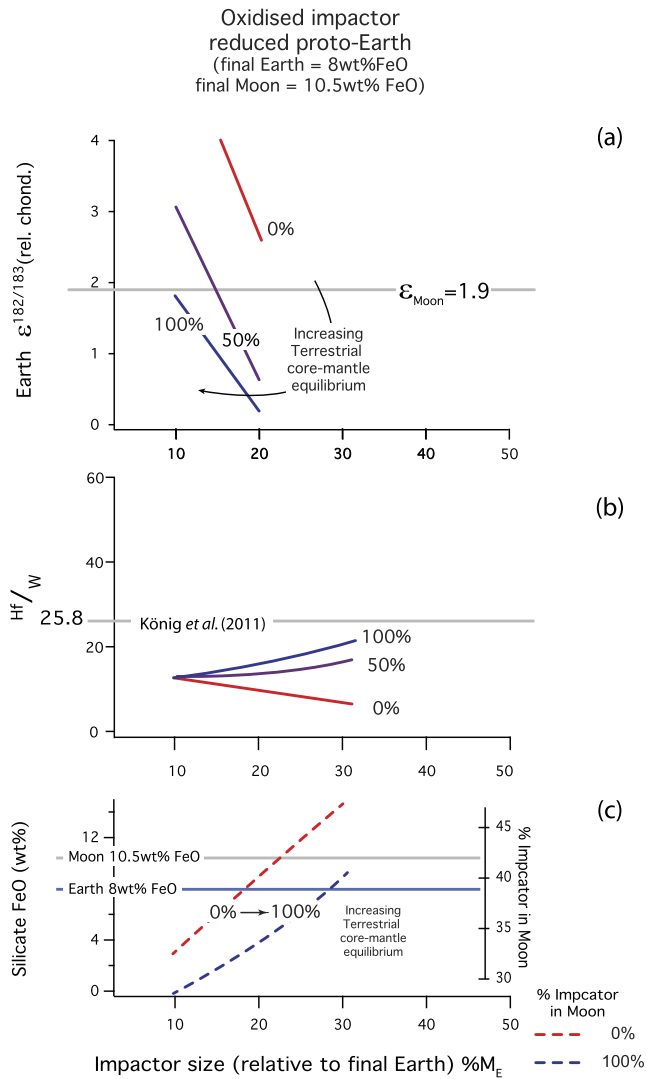 Oxidised impactor
reduced proto-Earth
(final Earth = 8wt%FeO
final Moon = 10.5wt% FeO)
(a)
Earth ε182/183(rel. chond.)
4
3
2
1
0
0%
εMoon=1.9
100%
50%
Increasing
Terrestrial
core-mantle
equilibrium
10 20 30 40 50
(b)
Hf/W
60
40
25.8
20
0
König et al. (2011)
100%
50%
0%
10 20 30 40 50
(c)
Silicate FeO (wt%)
12
4
0
Moon 10.5wt% FeO
Earth 8wt% FeO
0% → 100%
Increasing
Terrestrial
core-mantle
equilibrium
45
40
35
30
% Impcator in Moon
10 20 30 40 50
Impactor size (relative to final Earth) %ME
% Impcator
in Moon
0%
100%